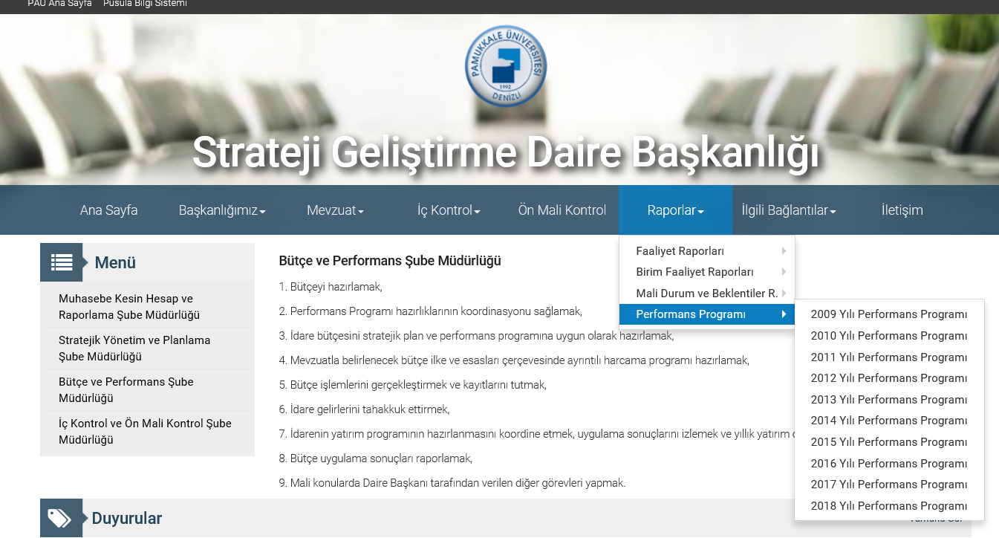 PAÜ Ana Sayfa Pusula Bilgi Sistemi
PAMUKKALE ÜNİVERSİTESİ
1992
DENİZLİ
Strateji Geliştirme Daire Başkanlığı
Ana Sayfa Başkanlığımız Mevzuat İç Kontrol Ön Mali Kontrol Raporlar İlgili Bağlantılar İletişim
Menü
Muhasebe Kesin Hesap ve
Raporlama Şube Müdürlüğü
Stratejik Yönetim ve Planlama
Şube Müdürlüğü
Bütçe ve Performans Şube
Müdürlüğü
İç Kontrol ve Ön Mali Kontrol Şube
Müdürlüğü
Bütçe ve Performans Şube Müdürlüğü
1. Bütçeyi hazırlamak,
2. Performans Programı hazırlıklarının koordinasyonu sağlamak,
3. İdare bütçesini stratejik plan ve performans programına uygun olarak hazırlamak,
4. Mevzuatla belirlenecek bütçe ilke ve esasları çerçevesinde ayrıntılı harcama programı hazırlamak,
5. Bütçe işlemlerini gerçekleştirmek ve kayıtlarını tutmak,
6. İdare gelirlerini tahakkuk ettirmek,
7. İdarenin yatırım programının hazırlanmasını koordine etmek, uygulama sonuçlarını izlemek ve yıllık yatırım
8. Bütçe uygulama sonuçları raporlamak,
9. Mali konularda Daire Başkanı tarafından verilen diğer görevleri yapmak.
Faaliyet Raporları
Birim Faaliyet Raporları
Mali Durum ve Beklentiler R.
Performans Programı
2009 Yılı Performans Programı
2010 Yılı Performans Programı
2011 Yılı Performans Programı
2012 Yılı Performans Programı
2013 Yılı Performans Programı
2014 Yılı Performans Programı
2015 Yılı Performans Programı
2016 Yılı Performans Programı
2017 Yılı Performans Programı
2018 Yılı Performans Programı
Duyurular